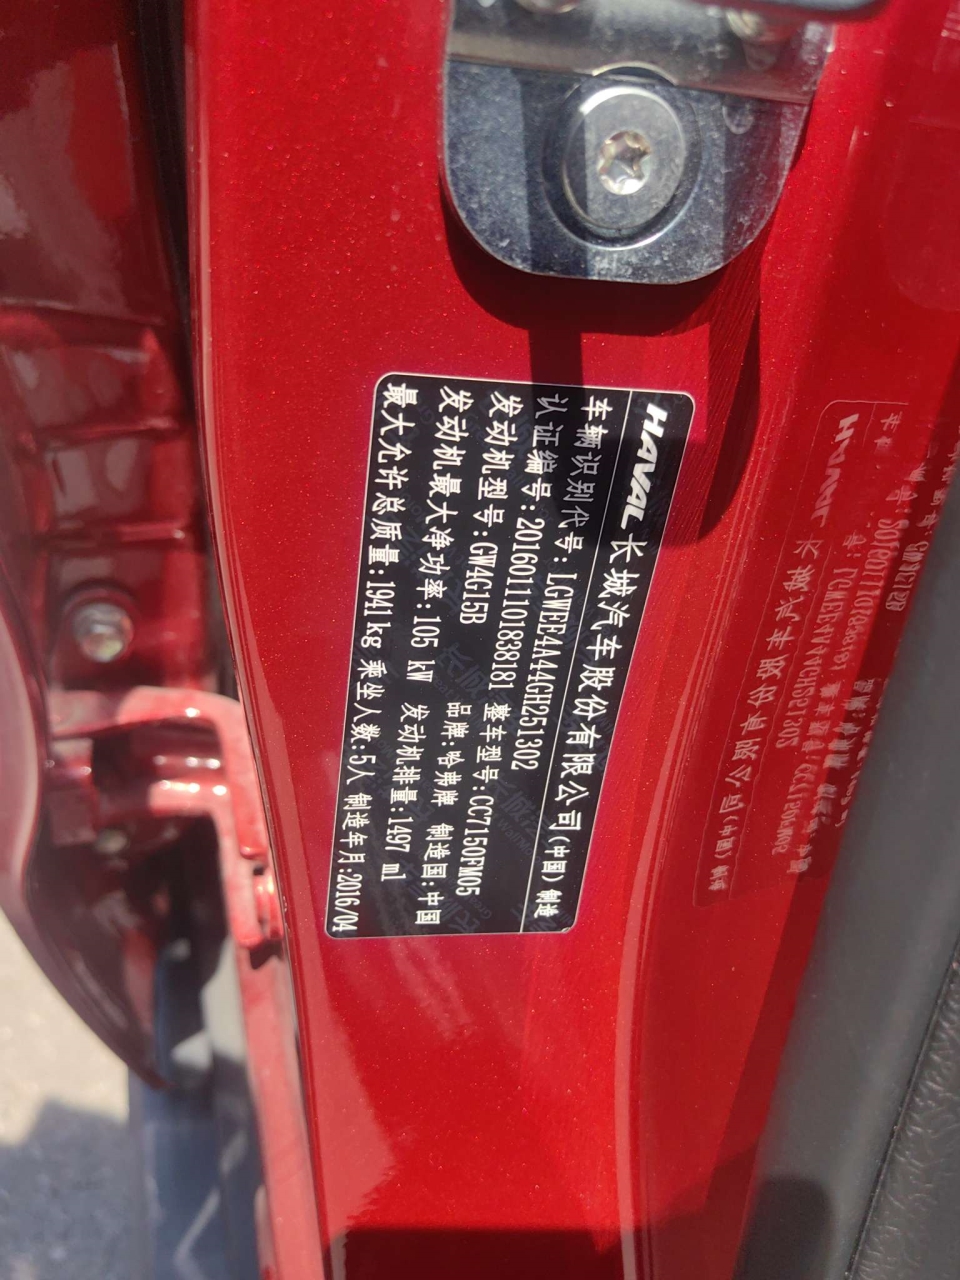 HAVAL 长城汽车股份有限公司(中国) 制造
车辆识别代号:LGWEE4A44GH251302
认证编号:2016011101838181 整车型号:CC7150FM05
发动机型号:GW4G15B 品牌:哈弗牌 制造国:中国
发动机最大净功率:105 kW 发动机排量:1497 ml
最大允许总质量:1941kg 乘坐人数:5人 制造年月:2016/04